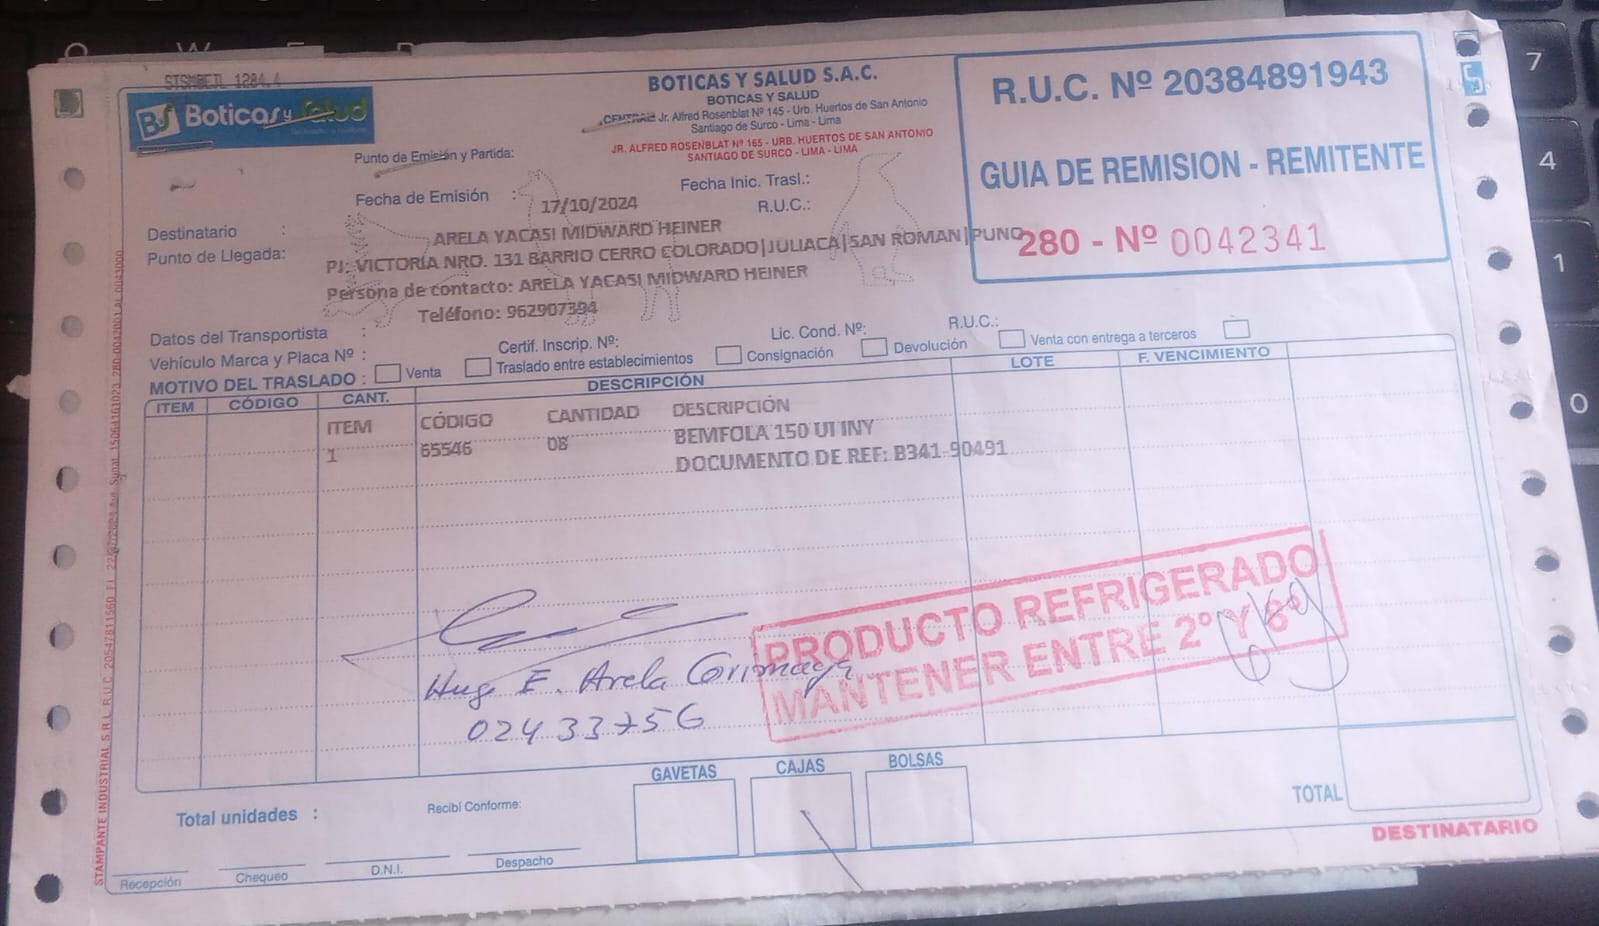 STSMBETL 1284.4
BS Boticas y Salud
BOTICAS Y SALUD S.A.C.
BOTICAS Y SALUD
CENTRAL: Jr. Alfred Rosenblat Nº 145 - Urb. Huertos de San Antonio
Santiago de Surco - Lima - Lima
Punto de Emisión y Partida:
JR. ALFRED ROSENBLAT Nº 165 - URB. HUERTOS DE SAN ANTONIO
SANTIAGO DE SURCO - LIMA - LIMA
R.U.C. Nº 20384891943
GUIA DE REMISION - REMITENTE
280 - Nº 0042341
Fecha de Emisión : 17/10/2024
Fecha Inic. Trasl.:
R.U.C.:
Destinatario : ARELA YACASI MIDWARD HEINER
Punto de Llegada: PJ: VICTORIA NRO. 131 BARRIO CERRO COLORADO|JULIACA|SAN ROMAN|PUNO
Persona de contacto: ARELA YACASI MIDWARD HEINER
Teléfono: 962907394
Datos del Transportista :
R.U.C.:
Vehículo Marca y Placa Nº :
Certif. Inscrip. Nº:
Lic. Cond. Nº:
MOTIVO DEL TRASLADO : Venta Traslado entre establecimientos Consignación Devolución Venta con entrega a terceros
ITEM CÓDIGO CANT. DESCRIPCIÓN LOTE F. VENCIMIENTO
ITEM CÓDIGO CANTIDAD DESCRIPCIÓN
1 65546 08 BEMFOLA 150 UI INY
DOCUMENTO DE REF: B341-90491
PRODUCTO REFRIGERADO
MANTENER ENTRE 2° Y 8°
E. Arela
02433756
GAVETAS CAJAS BOLSAS
Total unidades :
Recibí Conforme:
TOTAL
Recepción Chequeo D.N.I. Despacho
DESTINATARIO
STAMPANTE INDUSTRIAL S.R.L. R.U.C.